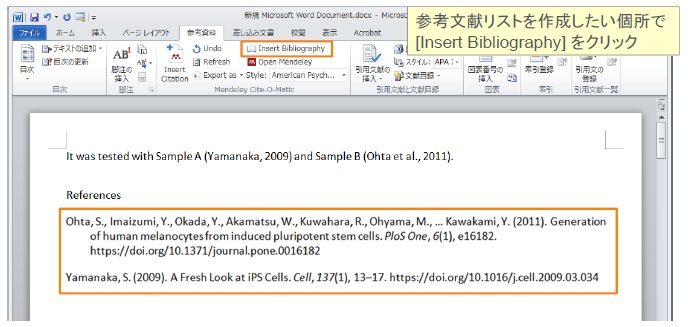 新規 Microsoft Word Document.docx - Microsof
参考文献リストを作成したい個所で
[Insert Bibliography] をクリック
ファイル ホーム 挿入 ページ レイアウト 参考資料 差し込み文書 校閲 表示 Acrobat
目次
テキストの追加
目次の更新
目次
AB
脚注の
挿入
脚注
Insert
Citation
Undo
Refresh
Export as
Insert Bibliography
Open Mendeley
Style: American Psych...
Mendeley Cite-O-Matic
引用文献の
挿入
スタイル: APA
文献目録
引用文献と文献目録
図表番号の
挿入
図表
索引登録
索引
引用文の
登録
引用文献一覧
It was tested with Sample A (Yamanaka, 2009) and Sample B (Ohta et al., 2011).
References
Ohta, S., Imaizumi, Y., Okada, Y., Akamatsu, W., Kuwahara, R., Ohyama, M., … Kawakami, Y. (2011). Generation
of human melanocytes from induced pluripotent stem cells. PloS One, 6(1), e16182.
https://doi.org/10.1371/journal.pone.0016182
Yamanaka, S. (2009). A Fresh Look at iPS Cells. Cell, 137(1), 13–17. https://doi.org/10.1016/j.cell.2009.03.034